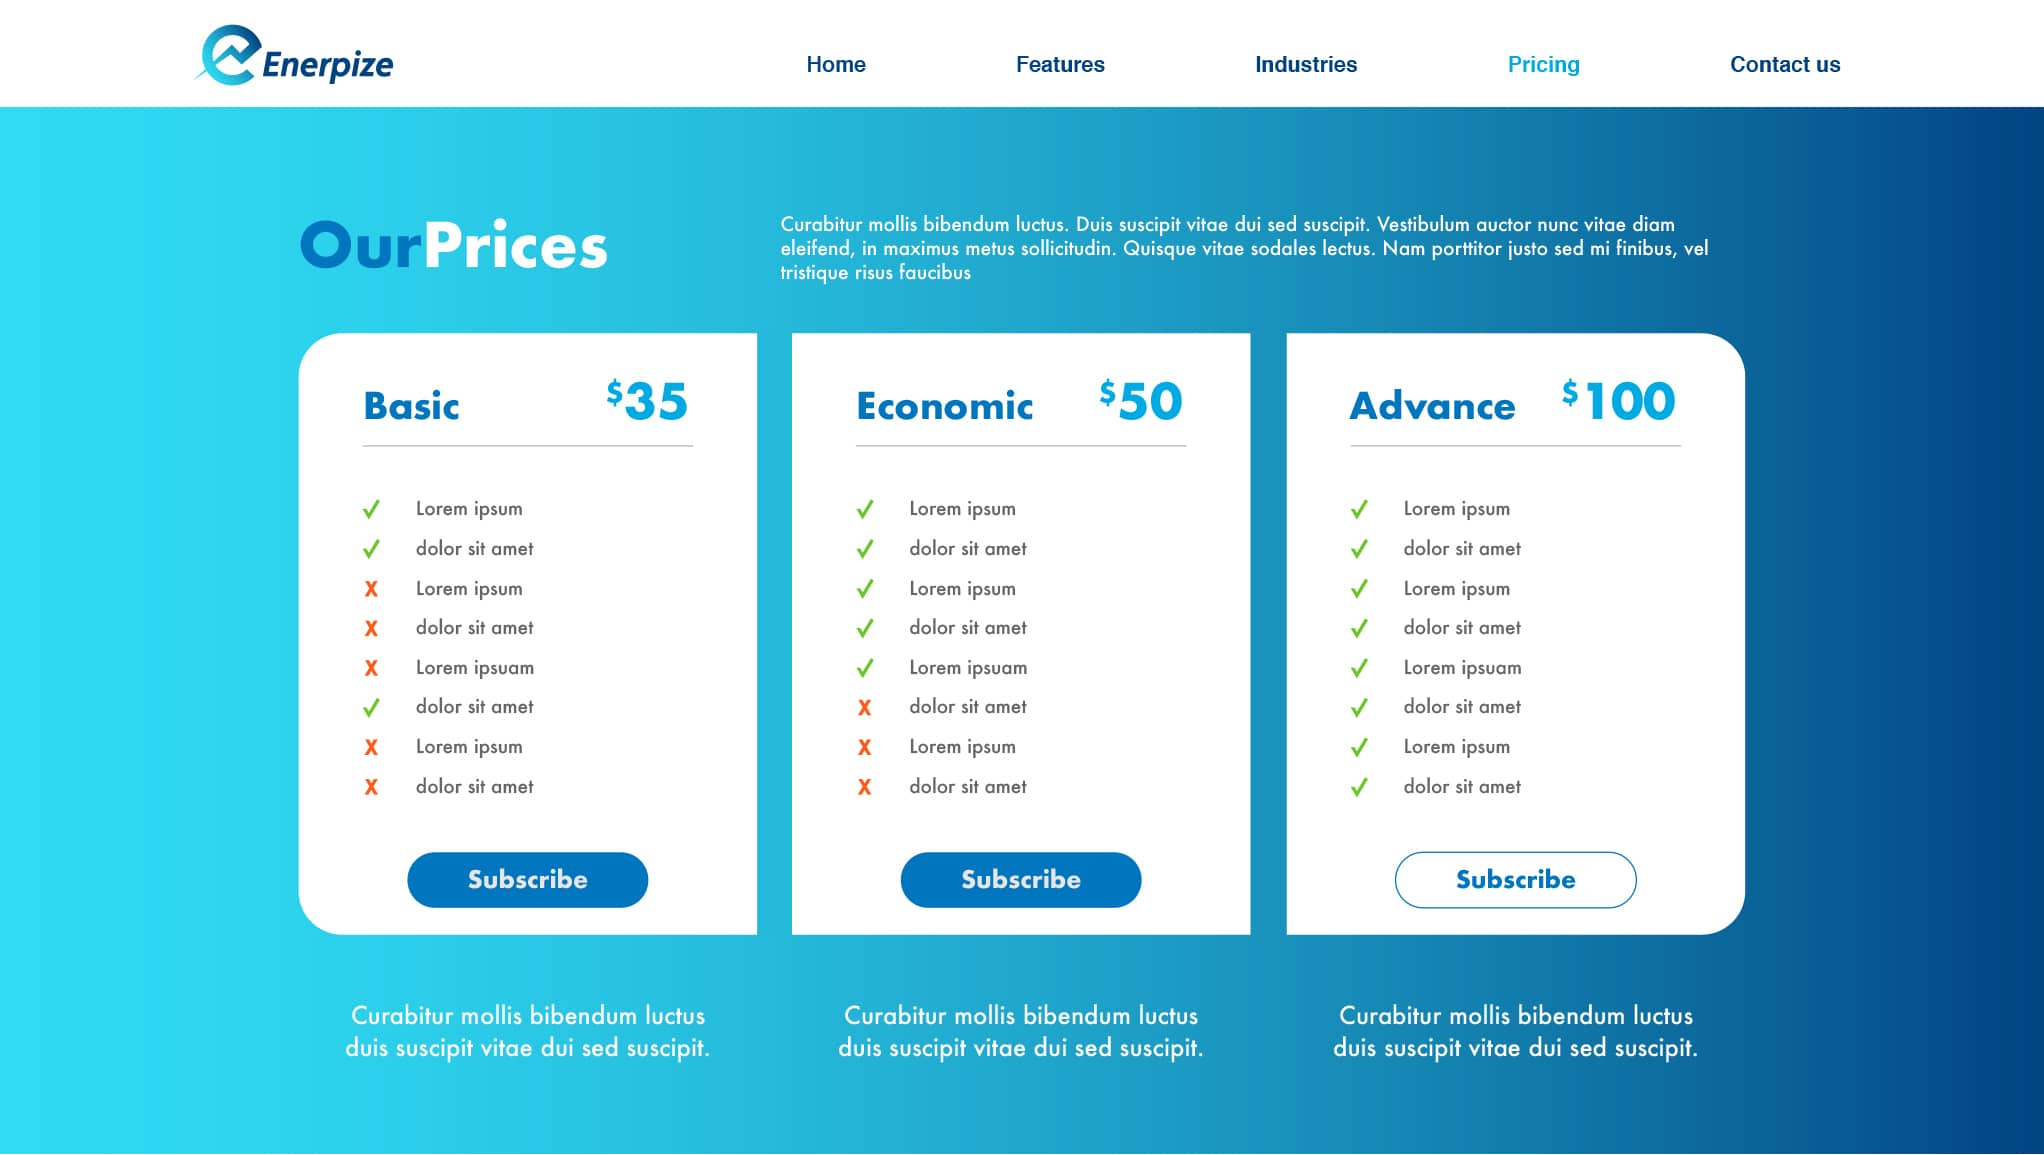 Enerpize
Home Features Industries Pricing Contact us
OurPrices
Curabitur mollis bibendum luctus. Duis suscipit vitae dui sed suscipit. Vestibulum auctor nunc vitae diam
eleifend, in maximus metus sollicitudin. Quisque vitae sodales lectus. Nam porttitor justo sed mi finibus, vel
tristique risus faucibus
Basic $35
✓ Lorem ipsum
✓ dolor sit amet
X Lorem ipsum
X dolor sit amet
X Lorem ipsuam
✓ dolor sit amet
X Lorem ipsum
X dolor sit amet
Subscribe
Curabitur mollis bibendum luctus
duis suscipit vitae dui sed suscipit.
Economic $50
✓ Lorem ipsum
✓ dolor sit amet
✓ Lorem ipsum
✓ dolor sit amet
✓ Lorem ipsuam
X dolor sit amet
X Lorem ipsum
X dolor sit amet
Subscribe
Curabitur mollis bibendum luctus
duis suscipit vitae dui sed suscipit.
Advance $100
✓ Lorem ipsum
✓ dolor sit amet
✓ Lorem ipsum
✓ dolor sit amet
✓ Lorem ipsuam
✓ dolor sit amet
✓ Lorem ipsum
✓ dolor sit amet
Subscribe
Curabitur mollis bibendum luctus
duis suscipit vitae dui sed suscipit.